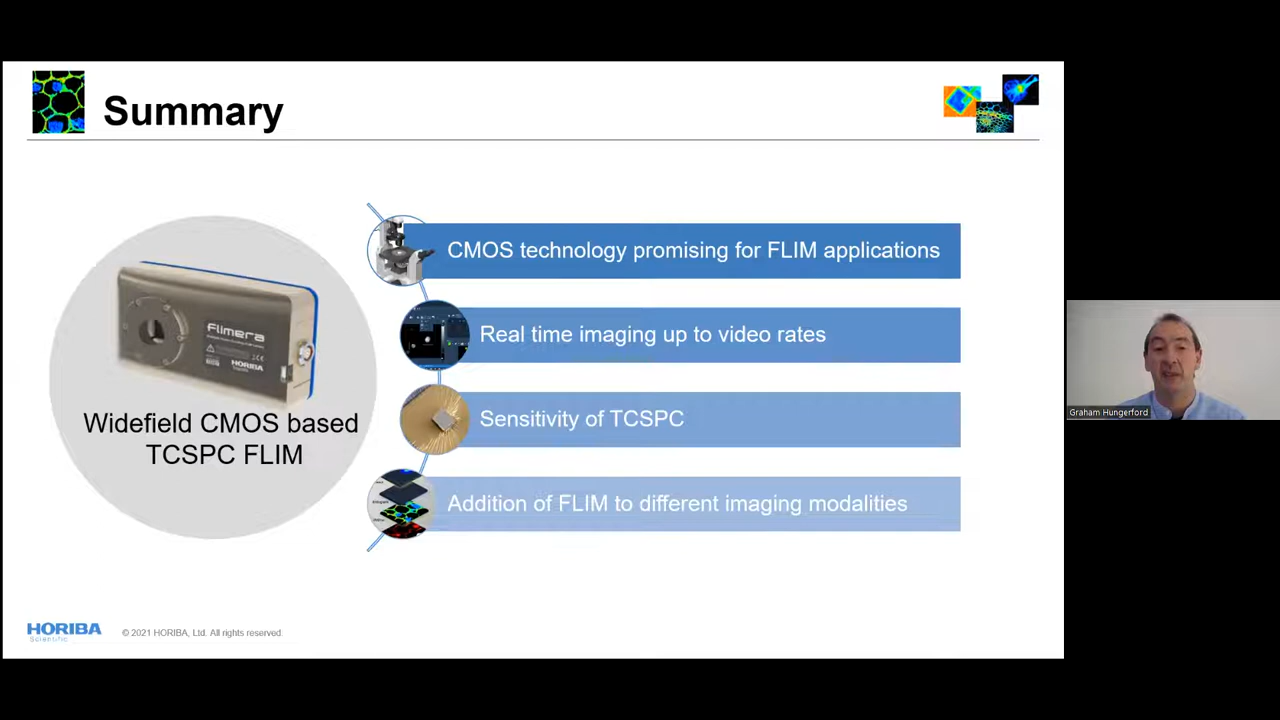 Summary
flimera
HORIBA
Widefield CMOS based
TCSPC FLIM
CMOS technology promising for FLIM applications
Real time imaging up to video rates
Sensitivity of TCSPC
Addition of FLIM to different imaging modalities
Graham Hungerford
HORIBA
Scientific
© 2021 HORIBA, Ltd. All rights reserved.